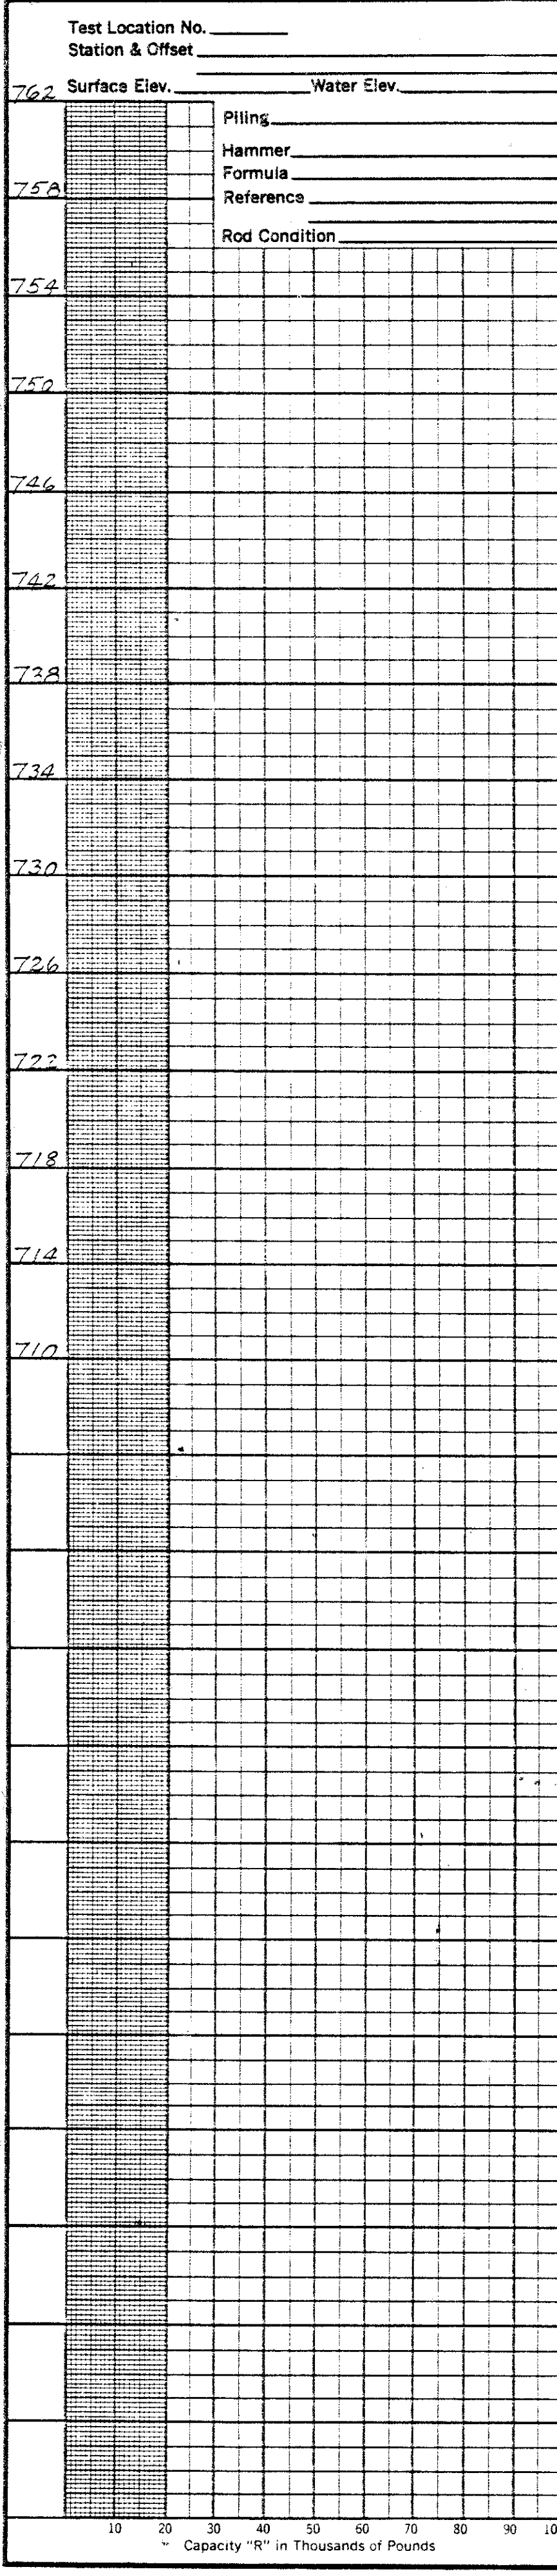 Test Location No.
Station & Offset
Surface Elev. Water Elev.
762
Piling
Hammer
Formula
758
Reference
Rod Condition
754
750
746
742
738
734
730
726
722
718
714
710
10 20 30 40 50 60 70 80 90 10
Capacity "R" in Thousands of Pounds